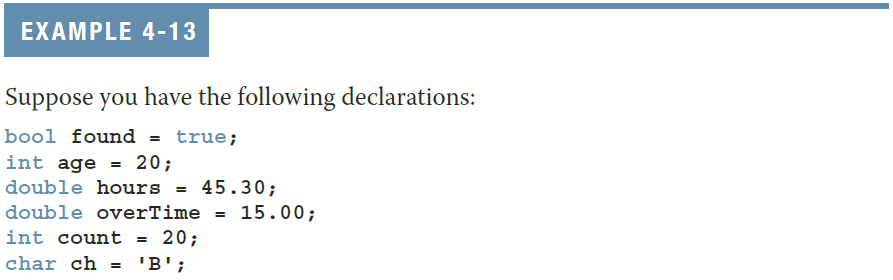 EXAMPLE 4-13
Suppose you have the following declarations:
bool found = true;
int age = 20;
double hours = 45.30;
double overTime = 15.00;
int count = 20;
char ch = 'B';